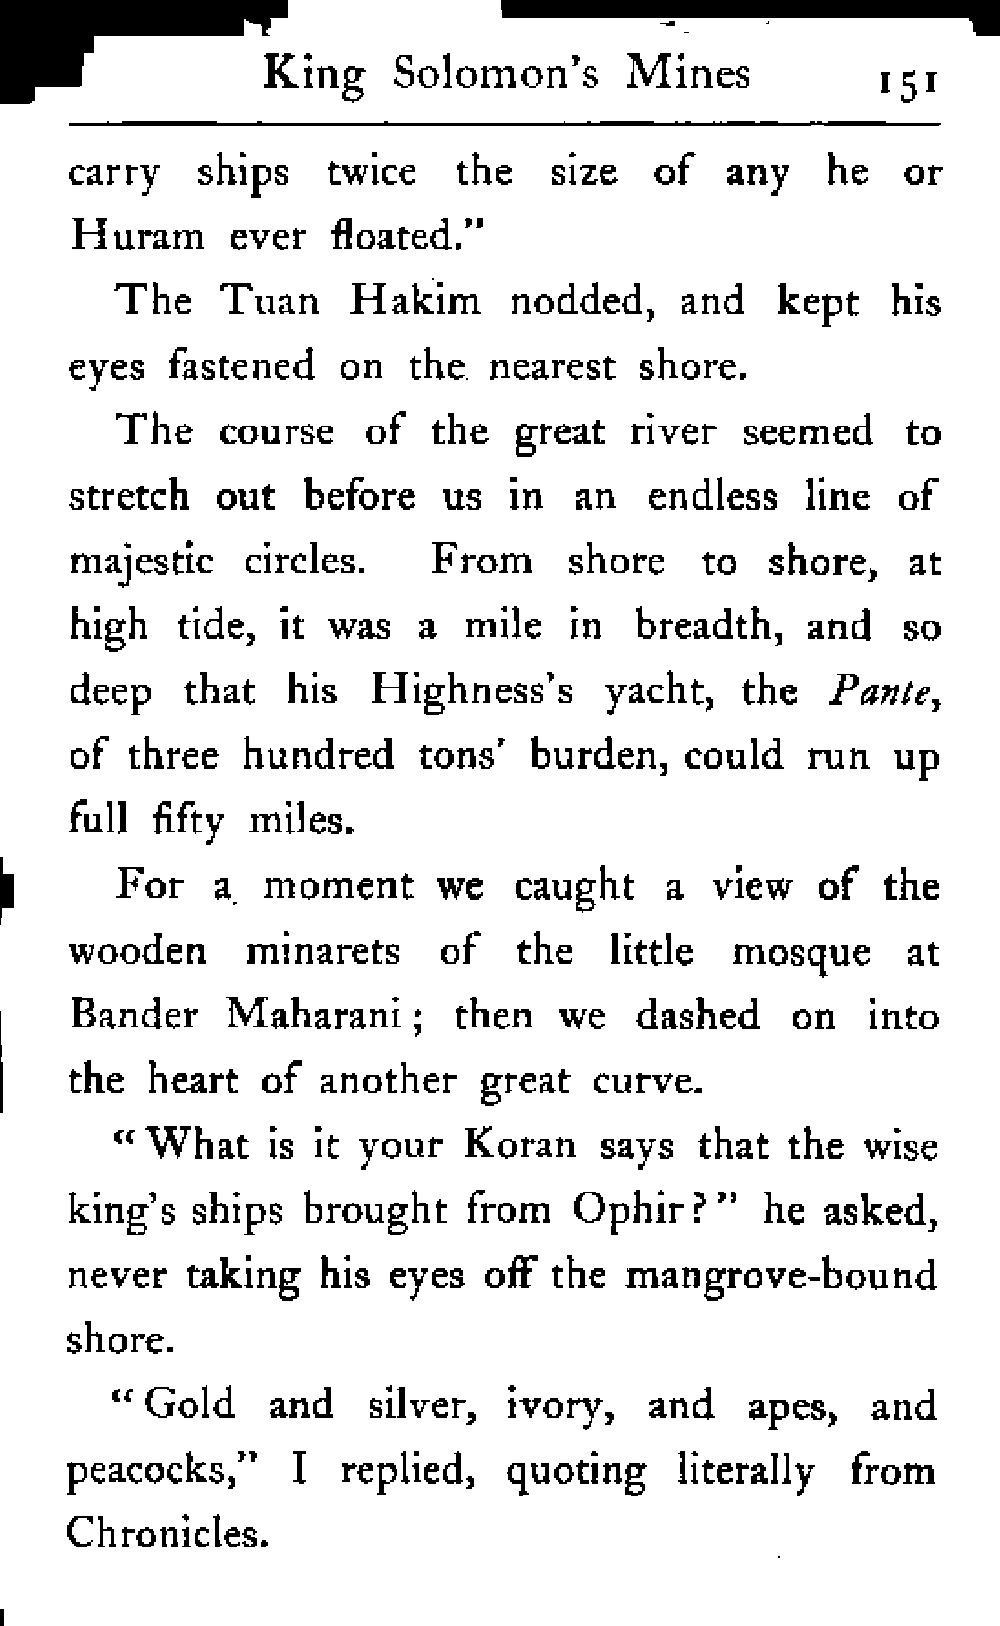 King Solomon's Mines 151
carry ships twice the size of any he or
Huram ever floated."
The Tuan Hakim nodded, and kept his
eyes fastened on the nearest shore.
The course of the great river seemed to
stretch out before us in an endless line of
majestic circles. From shore to shore, at
high tide, it was a mile in breadth, and so
deep that his Highness's yacht, the Pante,
of three hundred tons' burden, could run up
full fifty miles.
For a moment we caught a view of the
wooden minarets of the little mosque at
Bander Maharani; then we dashed on into
the heart of another great curve.
"What is it your Koran says that the wise
king's ships brought from Ophir?" he asked,
never taking his eyes off the mangrove-bound
shore.
"Gold and silver, ivory, and apes, and
peacocks," I replied, quoting literally from
Chronicles.